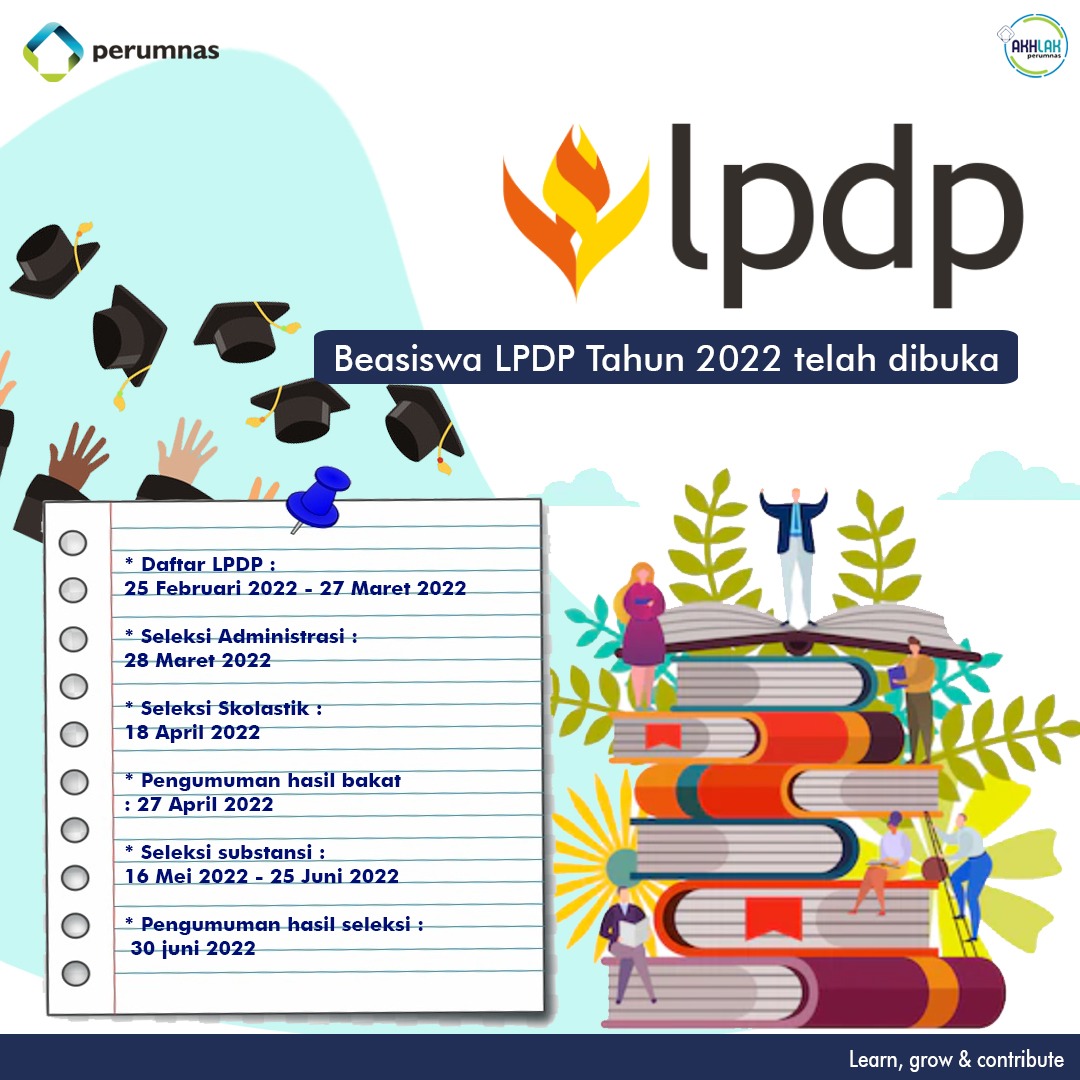 perumnas
AKHLAK
perumnas
lpdp
Beasiswa LPDP Tahun 2022 telah dibuka
* Daftar LPDP :
25 Februari 2022 - 27 Maret 2022
* Seleksi Administrasi :
28 Maret 2022
* Seleksi Skolastik :
18 April 2022
* Pengumuman hasil bakat
: 27 April 2022
* Seleksi substansi :
16 Mei 2022 - 25 Juni 2022
* Pengumuman hasil seleksi :
30 juni 2022
Learn, grow & contribute